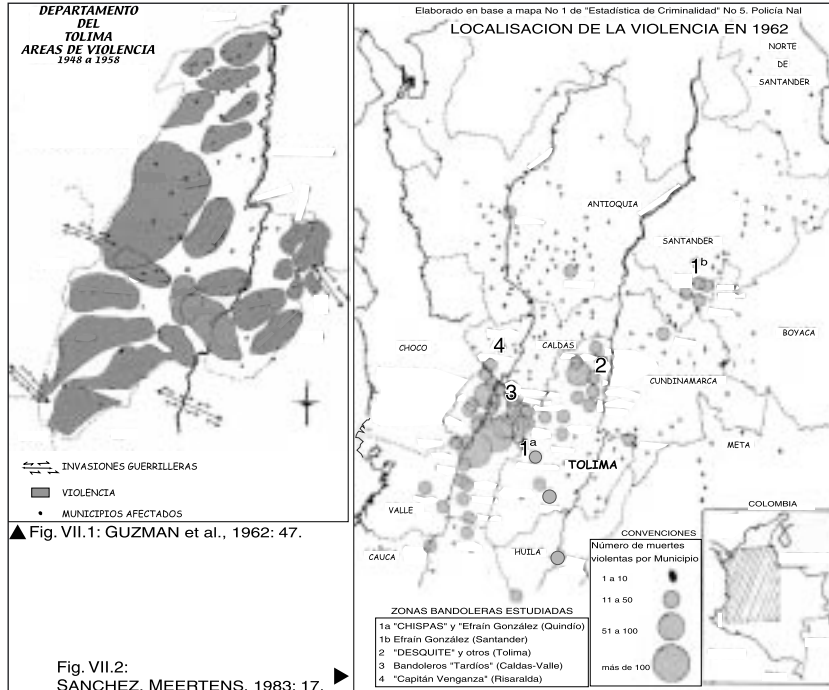 DEPARTAMENTO
DEL
TOLIMA
AREAS DE VIOLENCIA
1948 a 1958
INVASIONES GUERRILLERAS
VIOLENCIA
MUNICIPIOS AFECTADOS
Fig. VII.1: GUZMAN et al., 1962: 47.
Fig. VII.2:
SANCHEZ, MEERTENS, 1983: 17.
Elaborado en base a mapa No 1 de "Estadística de Criminalidad" No 5. Policía Nal
LOCALISACION DE LA VIOLENCIA EN 1962
NORTE
DE
SANTANDER
ANTIOQUIA
SANTANDER
1b
BOYACA
CHOCO
4
CALDAS
2
CUNDINAMARCA
3
1a
META
TOLIMA
VALLE
CAUCA
HUILA
COLOMBIA
CONVENCIONES
Número de muertes
violentas por Municipio
1 a 10
11 a 50
51 a 100
más de 100
ZONAS BANDOLERAS ESTUDIADAS
1a "CHISPAS" y "Efraín González (Quindío)
1b Efraín González (Santander)
2 "DESQUITE" y otros (Tolima)
3 Bandoleros "Tardíos" (Caldas-Valle)
4 "Capitán Venganza" (Risaralda)